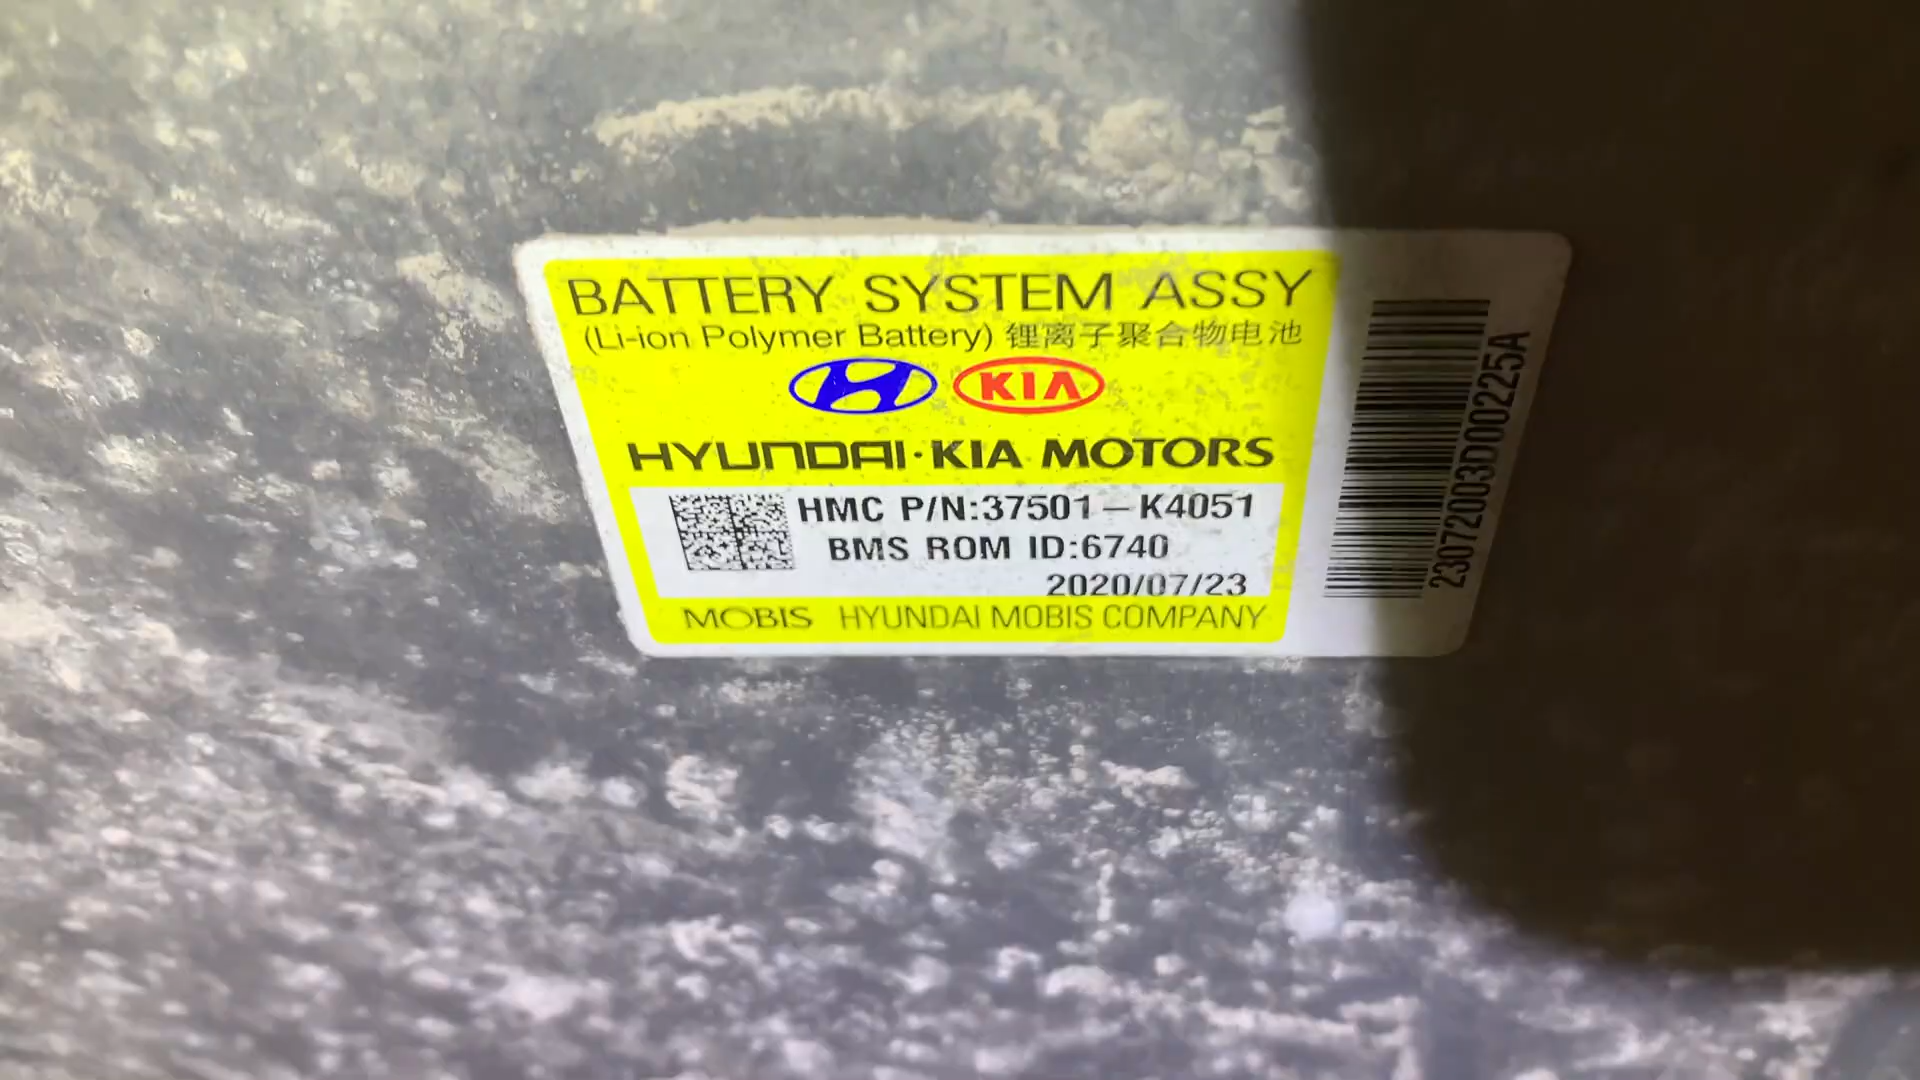 BATTERY SYSTEM ASSY
(Li-ion Polymer Battery) 锂离子聚合物电池
KIA
HYUNDAI·KIA MOTORS
HMC P/N:37501-K4051
BMS ROM ID:6740
2020/07/23
MOBIS HYUNDAI MOBIS COMPANY
23072003D00225A